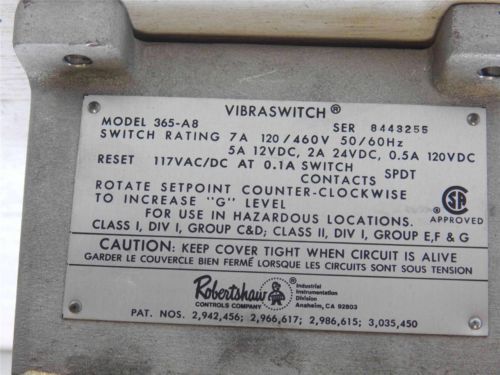 VIBRASWITCH®
MODEL 365-A8 SER 8443255
SWITCH RATING 7A 120/460V 50/60Hz
5A 12VDC, 2A 24VDC, 0.5A 120VDC
RESET 117VAC/DC AT 0.1A SWITCH SPDT
CONTACTS
ROTATE SETPOINT COUNTER-CLOCKWISE
TO INCREASE "G" LEVEL
FOR USE IN HAZARDOUS LOCATIONS.
CLASS I, DIV I, GROUP C&D; CLASS II, DIV I, GROUP E,F & G
SA
APPROVED
CAUTION: KEEP COVER TIGHT WHEN CIRCUIT IS ALIVE
GARDER LE COUVERCLE BIEN FERMÉ LORSQUE LES CIRCUITS SONT SOUS TENSION
Robertshaw
CONTROLS COMPANY
Industrial
Instrumentation
Division
Anaheim, CA 92803
PAT. NOS. 2,942,456; 2,966,617; 2,986,615; 3,035,450